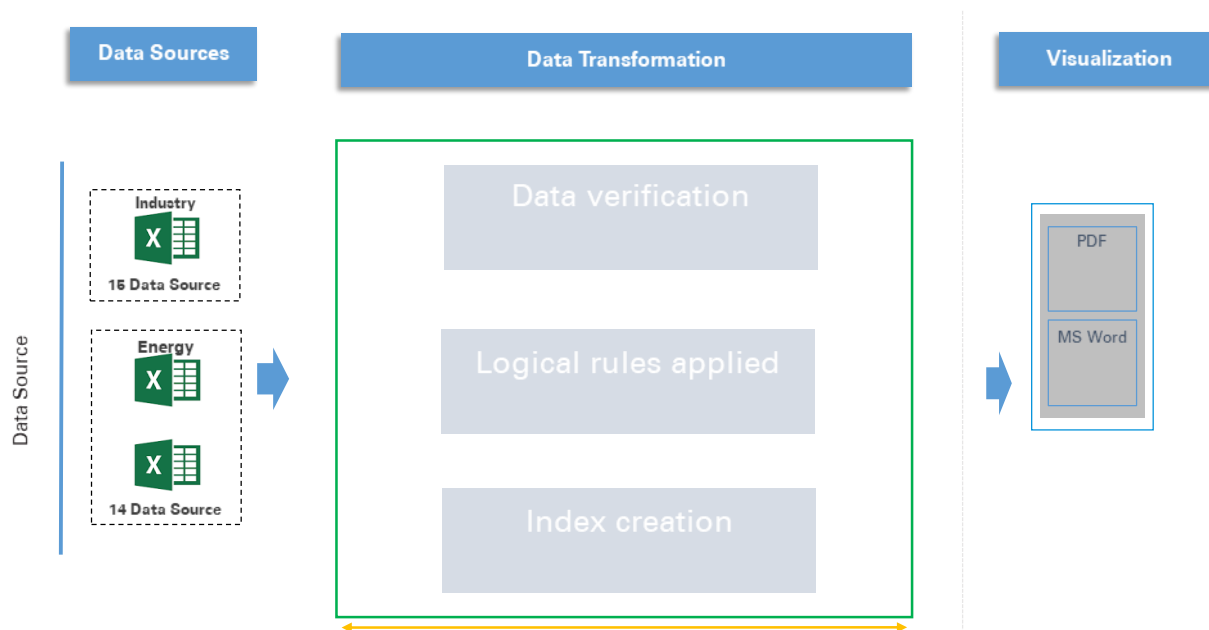 Data Sources
Data Transformation
Visualization
Data Source
Industry
X
15 Data Source
Energy
X
X
14 Data Source
Data verification
Logical rules applied
Index creation
PDF
MS Word